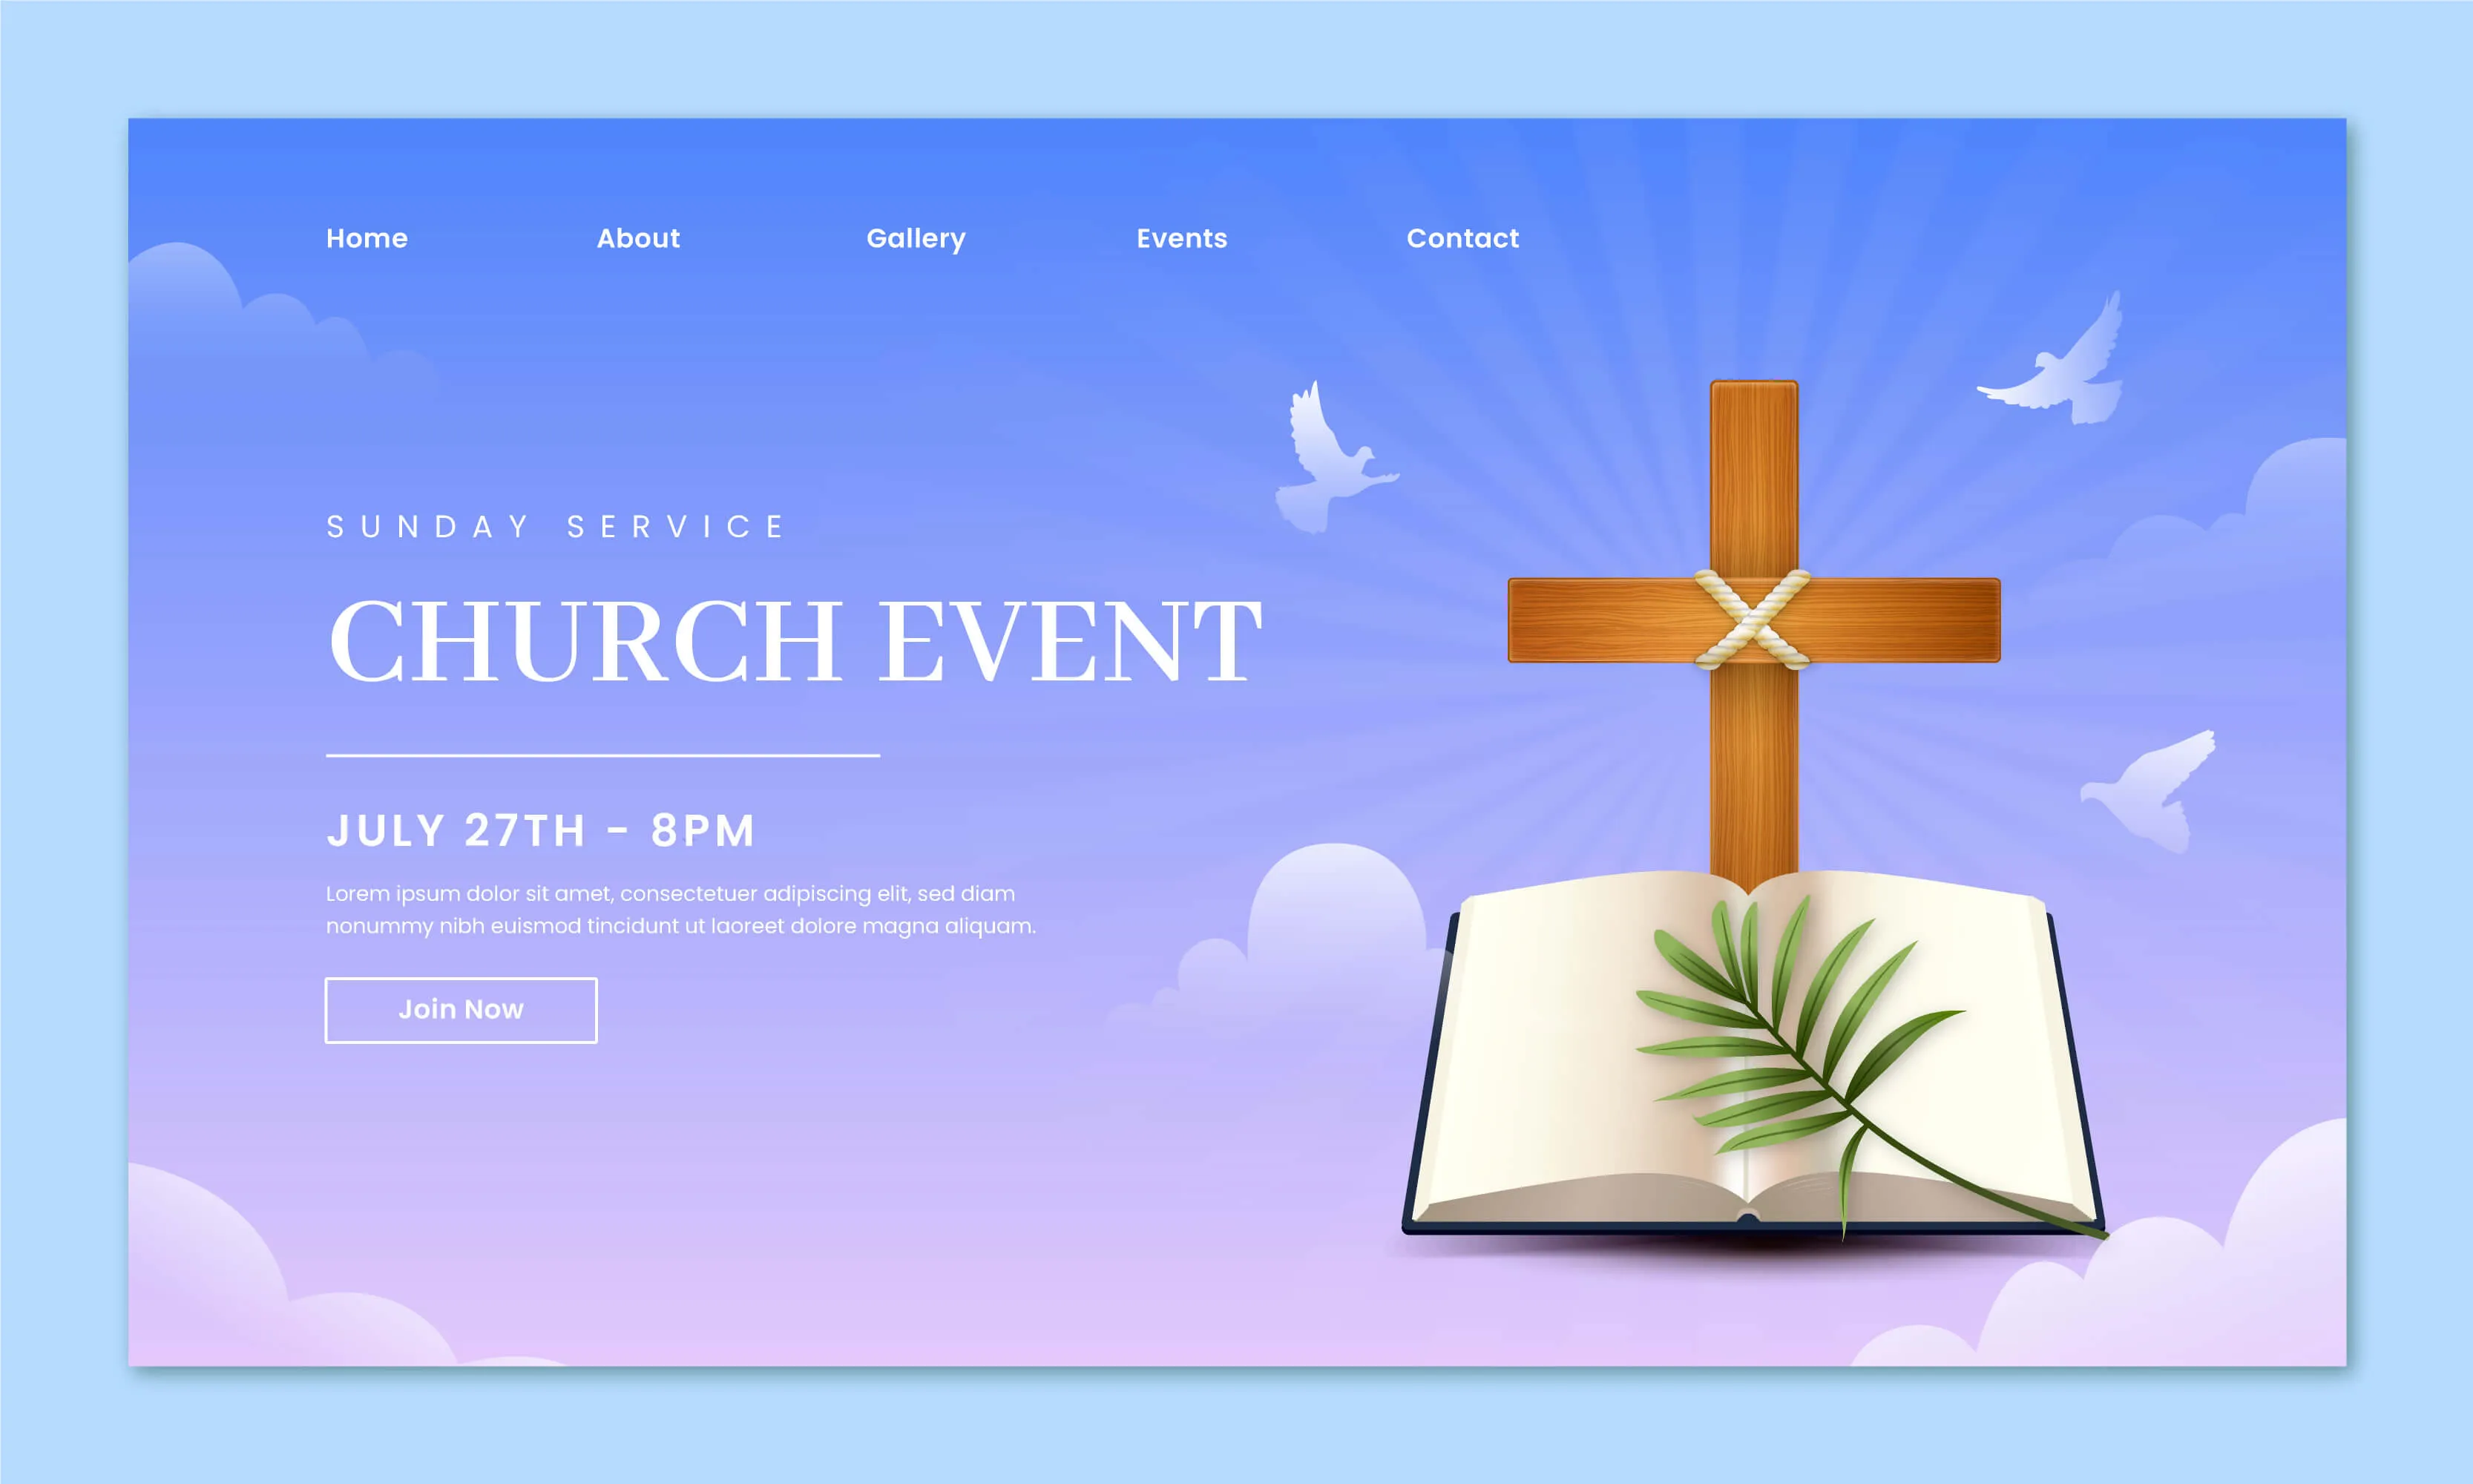 Home About Gallery Events Contact
SUNDAY SERVICE
CHURCH EVENT
JULY 27TH - 8PM
Lorem ipsum dolor sit amet, consectetuer adipiscing elit, sed diam
nonummy nibh euismod tincidunt ut laoreet dolore magna aliquam.
Join Now